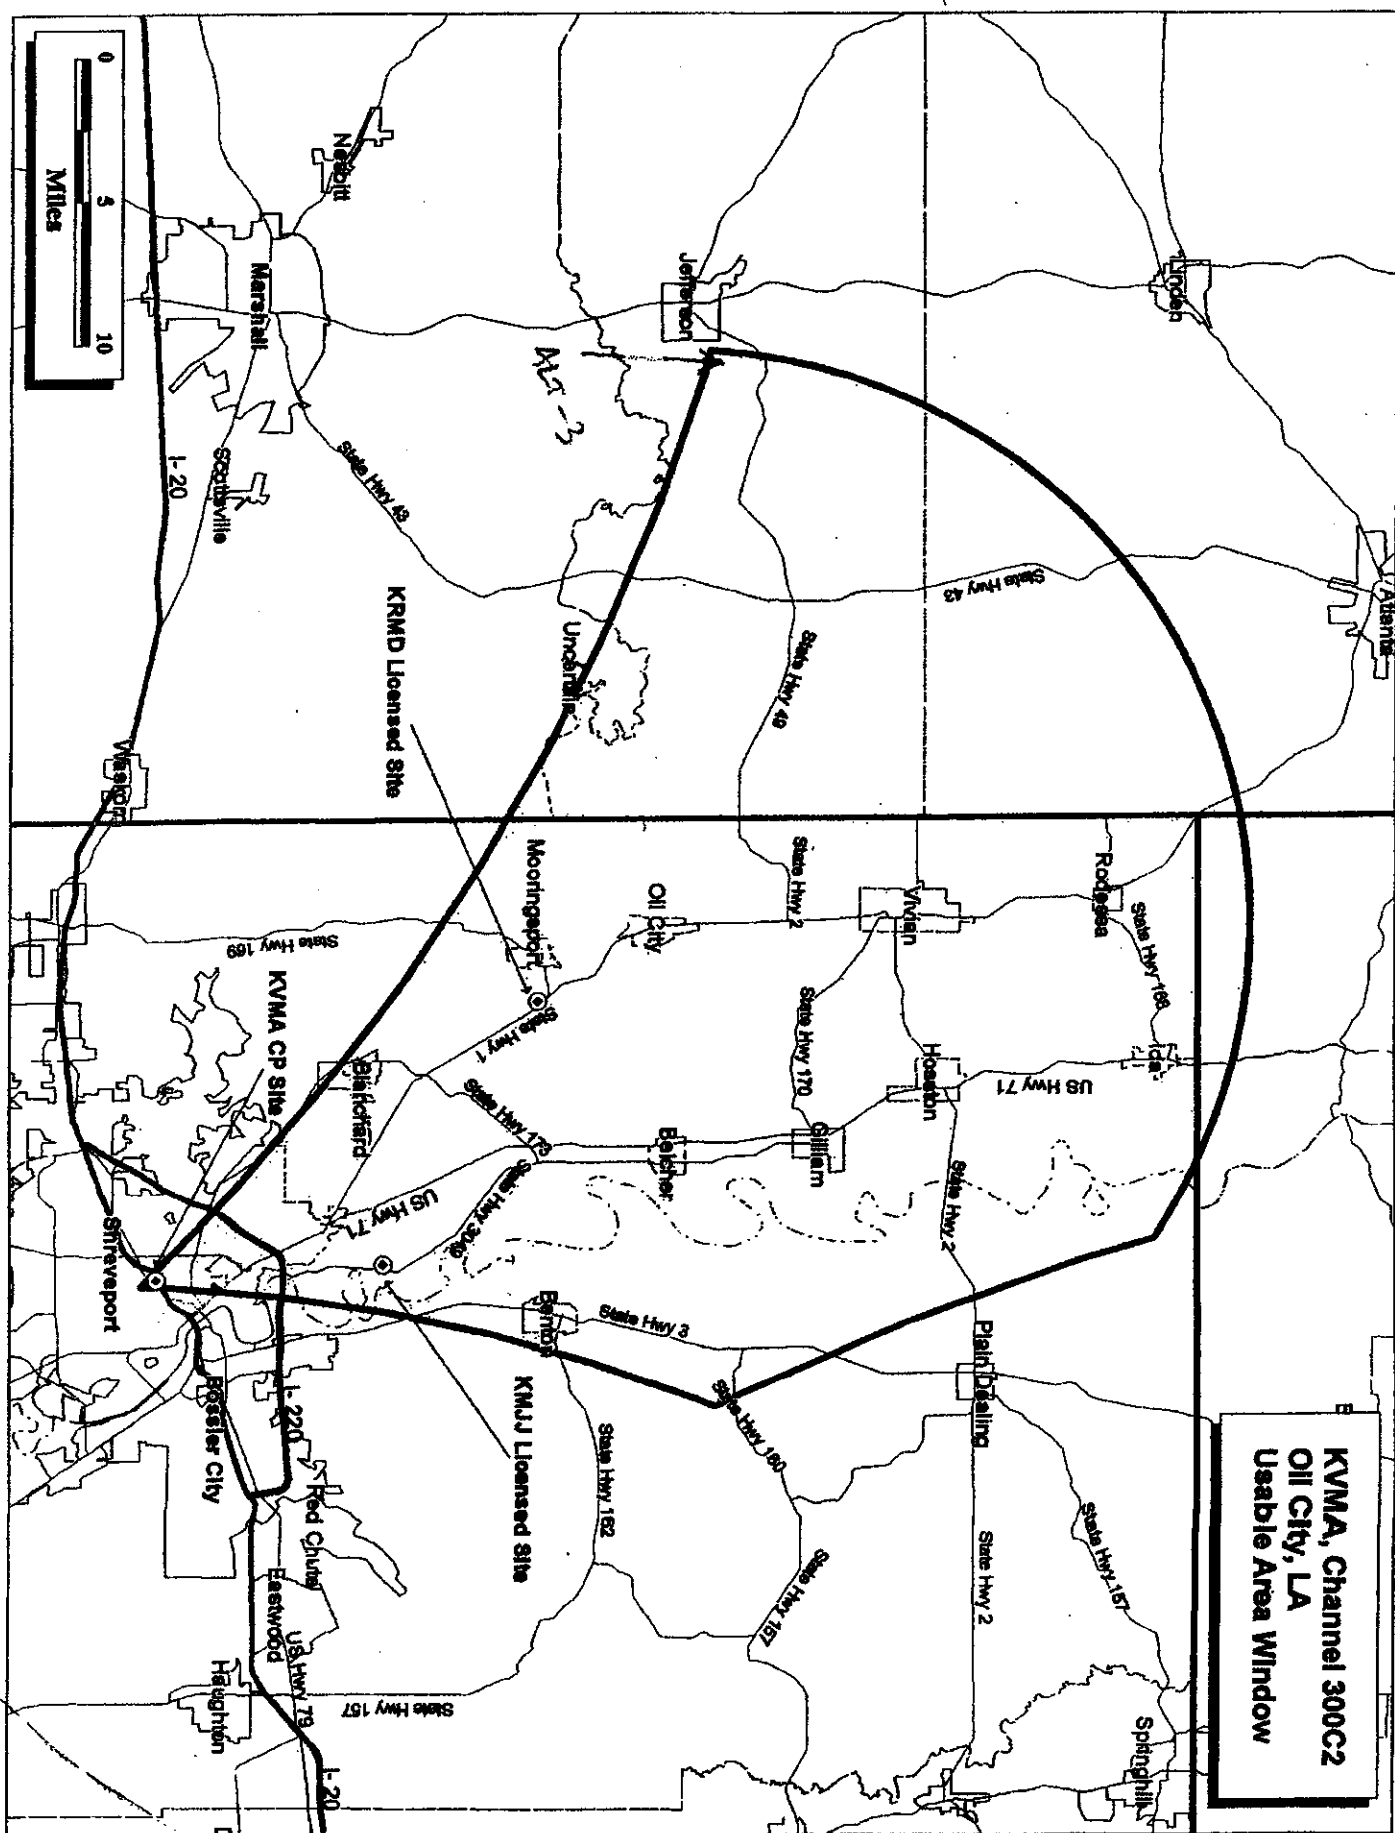 KVMA, Channel 300C2
Oil City, LA
Usable Area Window
Linden
Atlanta
Springhill
State Hwy 157
Rodessa
State Hwy 168
Ida
US Hwy 71
State Hwy 43
Vivian
Hosston
State Hwy 2
Plain Dealing
State Hwy 2
State Hwy 2
State Hwy 170
Gilliam
State Hwy 49
Jefferson
ALT-3
Oil City
Belcher
State Hwy 160
State Hwy 157
State Hwy 3
State Hwy 162
Uncertain
Mooringsport
State Hwy 1
State Hwy 173
State Hwy 3049
US Hwy 71
Benton
KMJJ Licensed Site
KRMD Licensed Site
Nesbitt
Marshall
State Hwy 43
Scottsville
I-20
Waskom
State Hwy 169
KVMA CP Site
Blanchard
Shreveport
Bossier City
I-220
Red Chute
Eastwood
US Hwy 79
Haughton
State Hwy 157
I-20
0 5 10
Miles